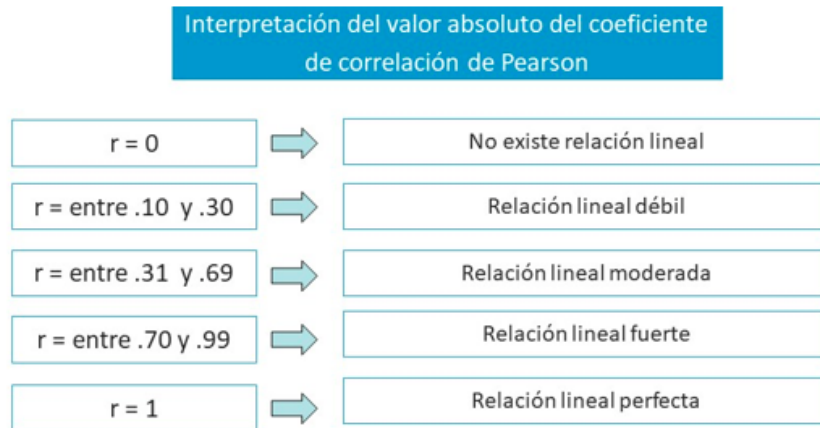 Interpretación del valor absoluto del coeficiente
de correlación de Pearson
r = 0
No existe relación lineal
r = entre .10 y .30
Relación lineal débil
r = entre .31 y .69
Relación lineal moderada
r = entre .70 y .99
Relación lineal fuerte
r = 1
Relación lineal perfecta